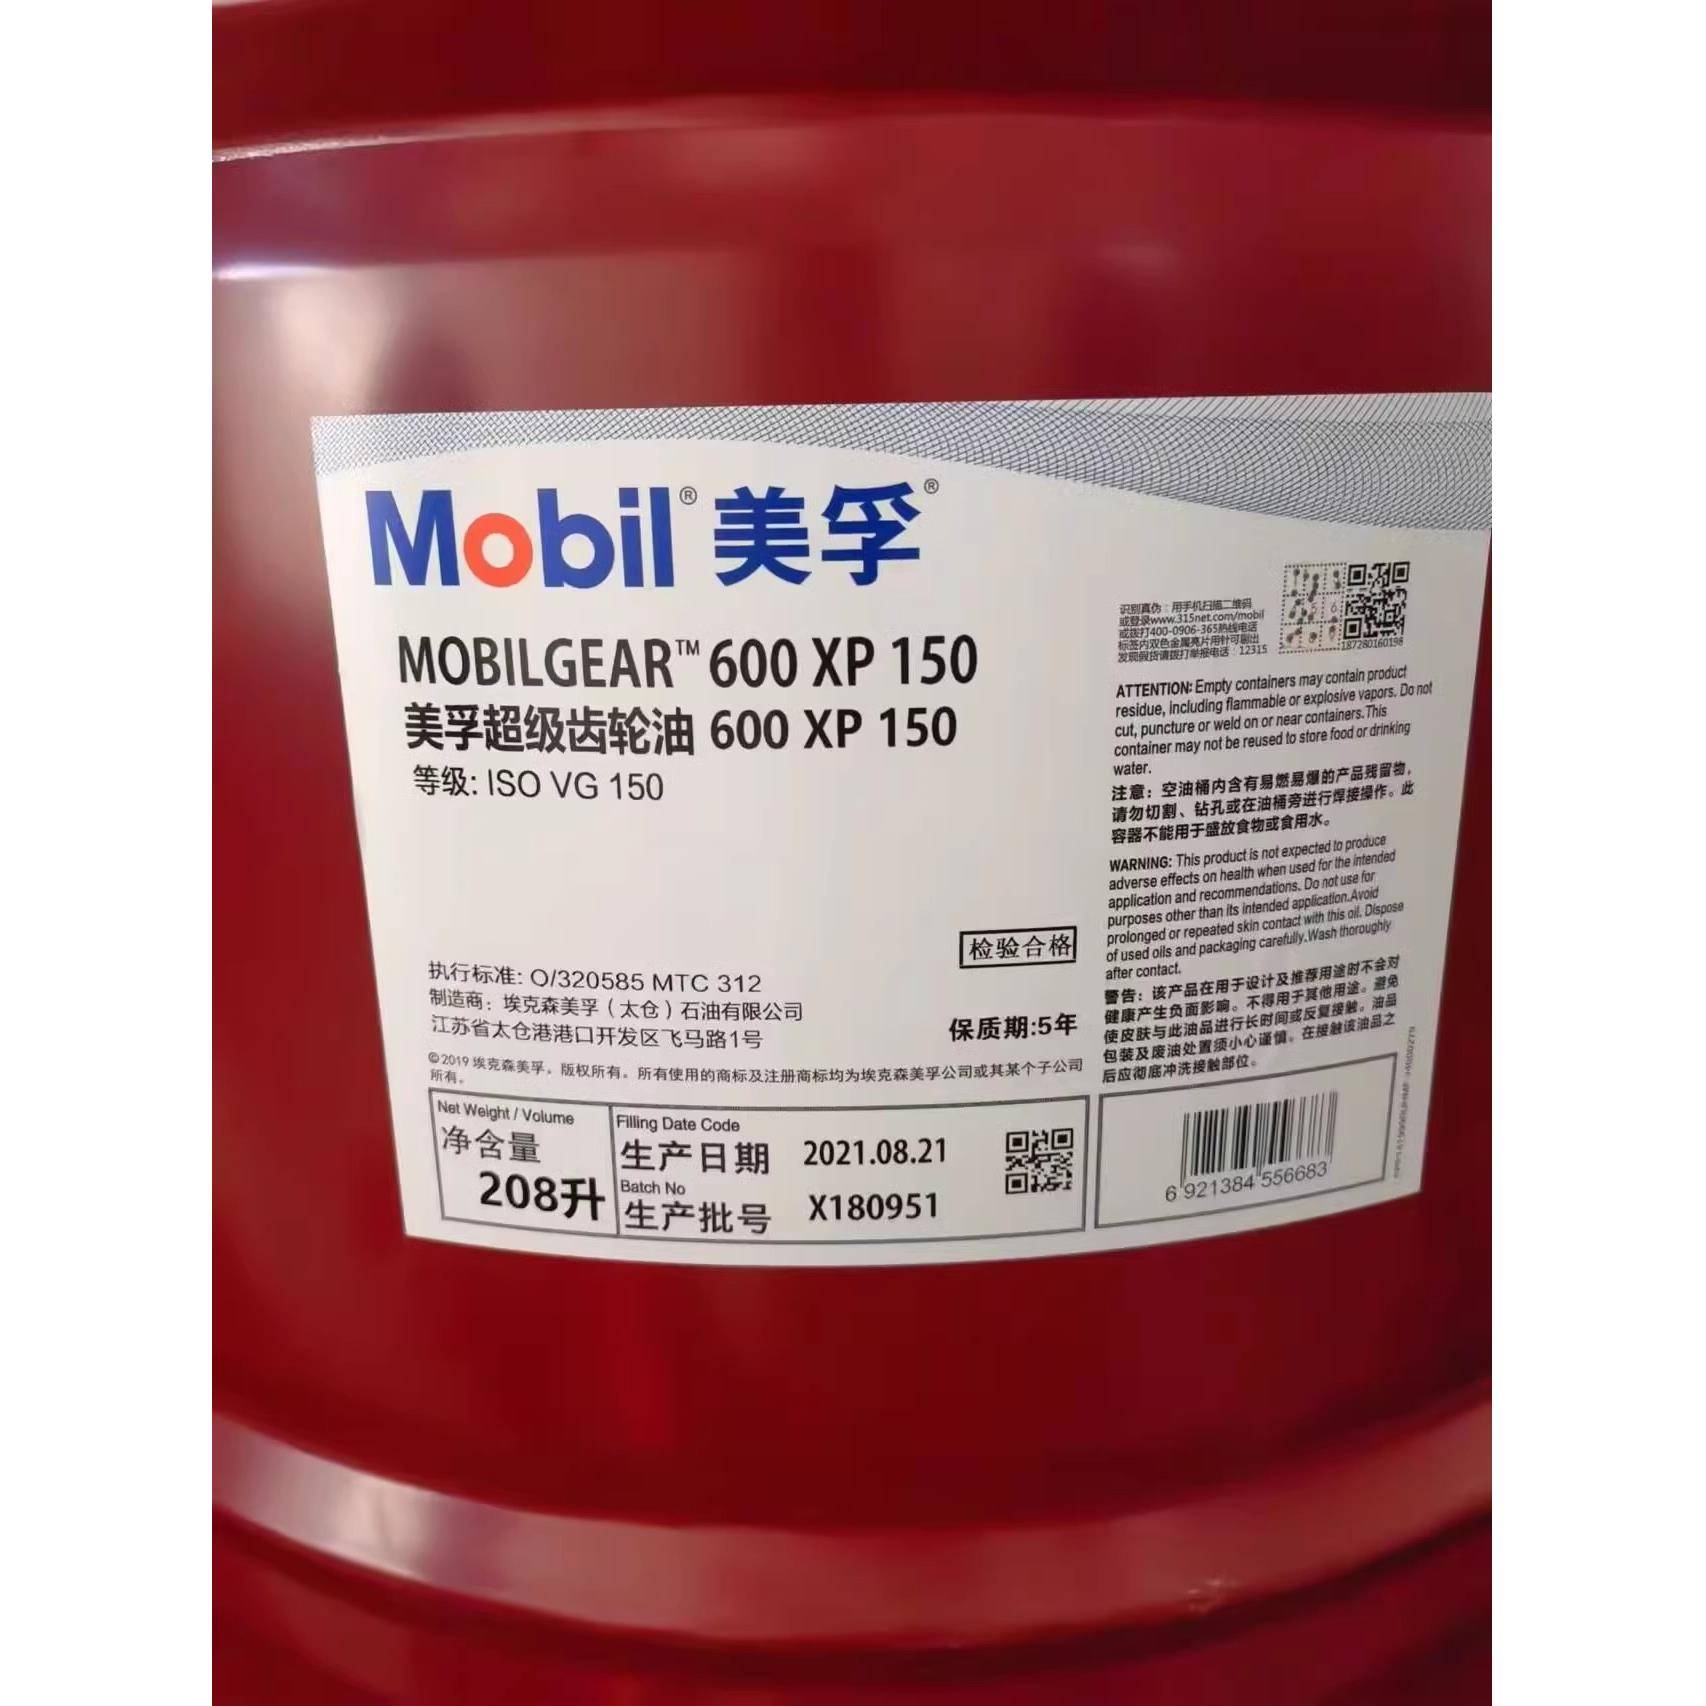 Mobil® 美孚®
MOBILGEAR™ 600 XP 150
美孚超级齿轮油 600 XP 150
等级: ISO VG 150
检验合格
执行标准: Q/320585 MTC 312
制造商: 埃克森美孚(太仓)石油有限公司
江苏省太仓港港口开发区飞马路1号
保质期:5年
©2019 埃克森美孚。版权所有。所有使用的商标及注册商标均为埃克森美孚公司或其某个子公司
所有。
Net Weight / Volume
净含量
208升
Filling Date Code
生产日期 2021.08.21
Batch No
生产批号 X180951
识别真伪:用手机扫描二维码
或登录www.315net.com/mobil
或拨打400-0906-365热线电话
标签内双色金属亮片用针可剔出
发现假货请拨打举报电话:12315
187280160198
ATTENTION: Empty containers may contain product
residue, including flammable or explosive vapors. Do not
cut, puncture or weld on or near containers.This
container may not be reused to store food or drinking
water.
注意:空油桶内含有易燃易爆的产品残留物,
请勿切割、钻孔或在油桶旁进行焊接操作。此
容器不能用于盛放食物或食用水。
WARNING: This product is not expected to produce
adverse effects on health when used for the intended
application and recommendations. Do not use for
purposes other than its intended application.Avoid
prolonged or repeated skin contact with this oil. Dispose
of used oils and packaging carefully.Wash thoroughly
after contact.
警告:该产品在用于设计及推荐用途时不会对
健康产生负面影响。不得用于其他用途。避免
使皮肤与此油品进行长时间或反复接触。油品
包装及废油处置须小心谨慎。在接触该油品之
后应彻底冲洗接触部位。
6 921384 556683